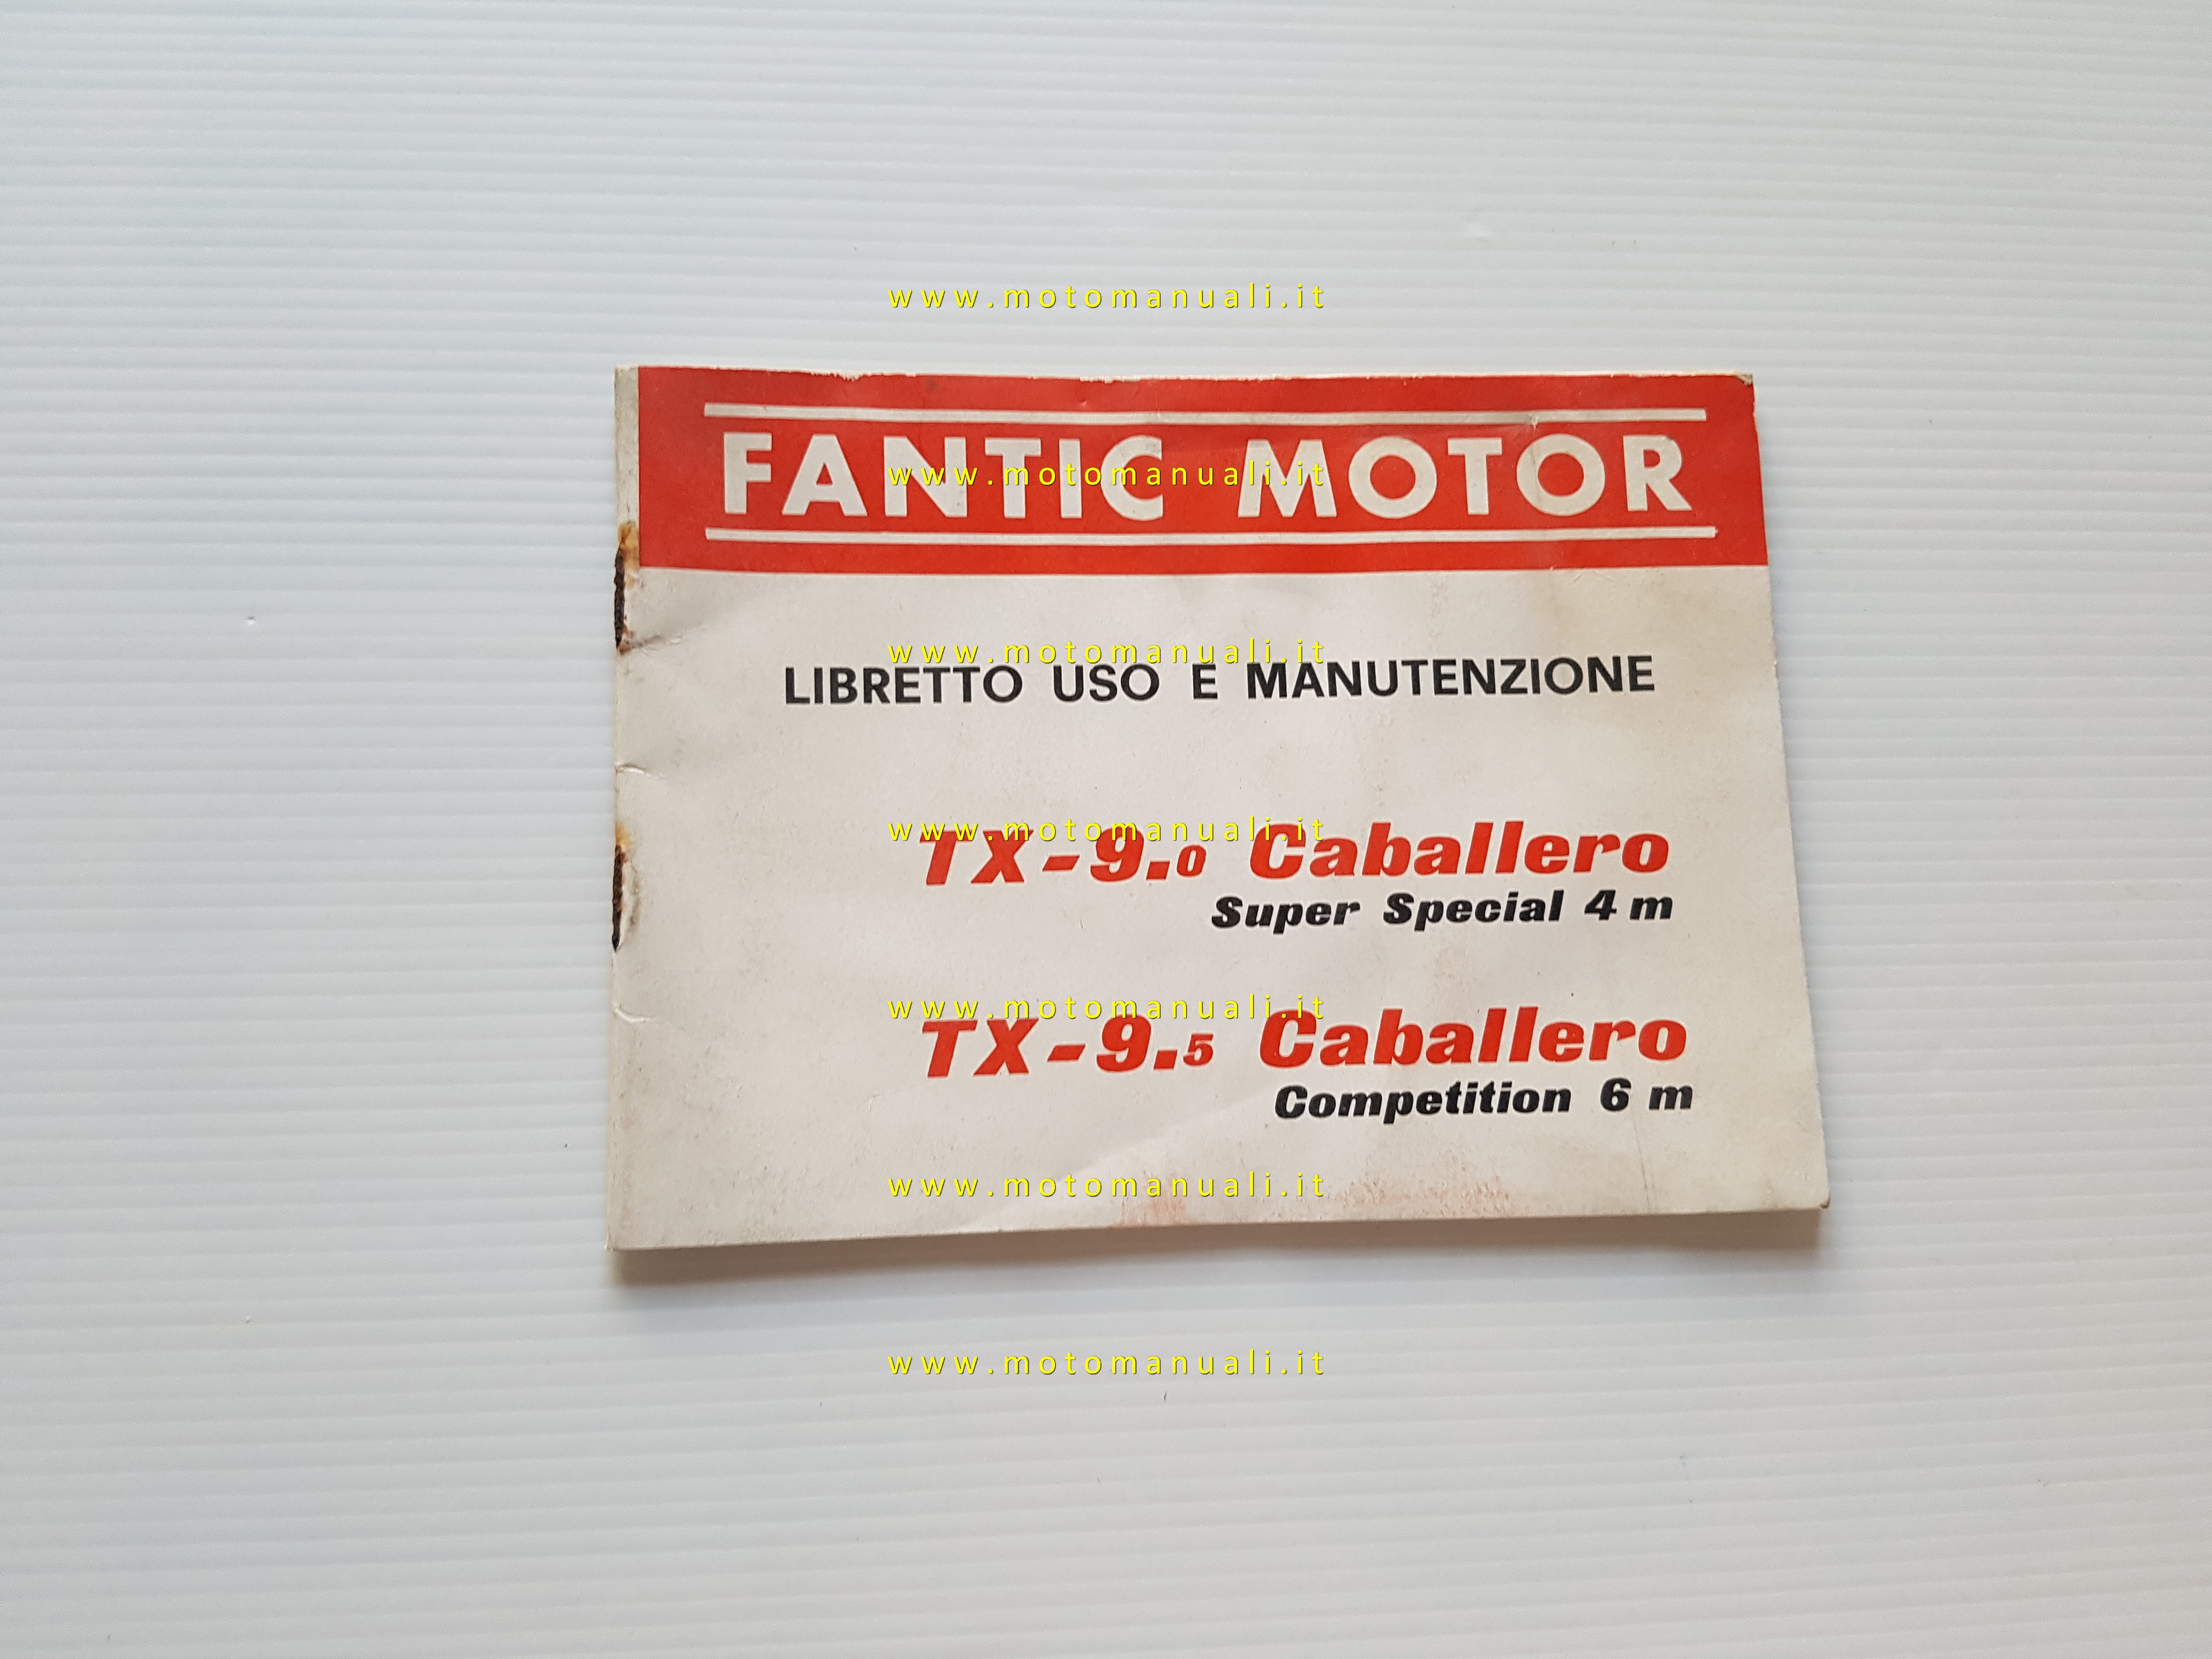 www.motomanuali.it
FANTIC MOTOR
www.motomanuali.it
www.motomanuali.it
LIBRETTO USO E MANUTENZIONE
www.motomanuali.it
TX-9.0 Caballero
Super Special 4 m
www.motomanuali.it
TX-9.5 Caballero
Competition 6 m
www.motomanuali.it
www.motomanuali.it